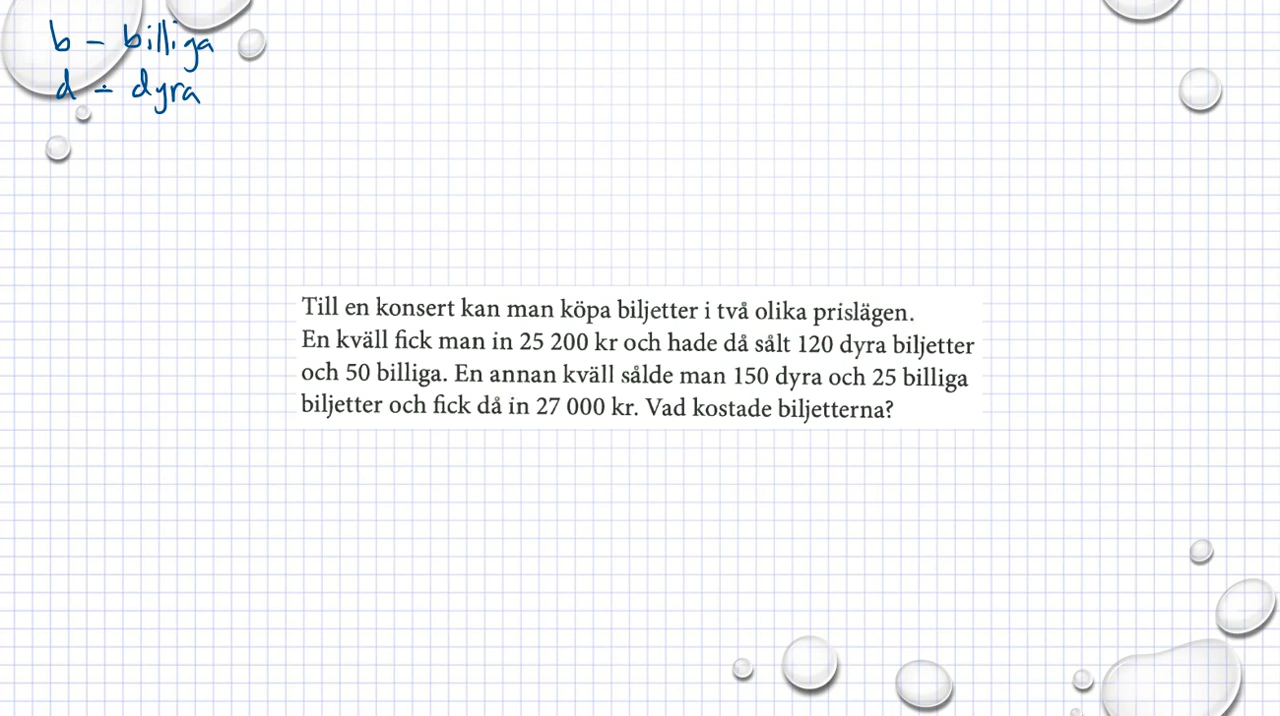 b - billiga
d - dyra
Till en konsert kan man köpa biljetter i två olika prislägen.
En kväll fick man in 25 200 kr och hade då sålt 120 dyra biljetter
och 50 billiga. En annan kväll sålde man 150 dyra och 25 billiga
biljetter och fick då in 27 000 kr. Vad kostade biljetterna?